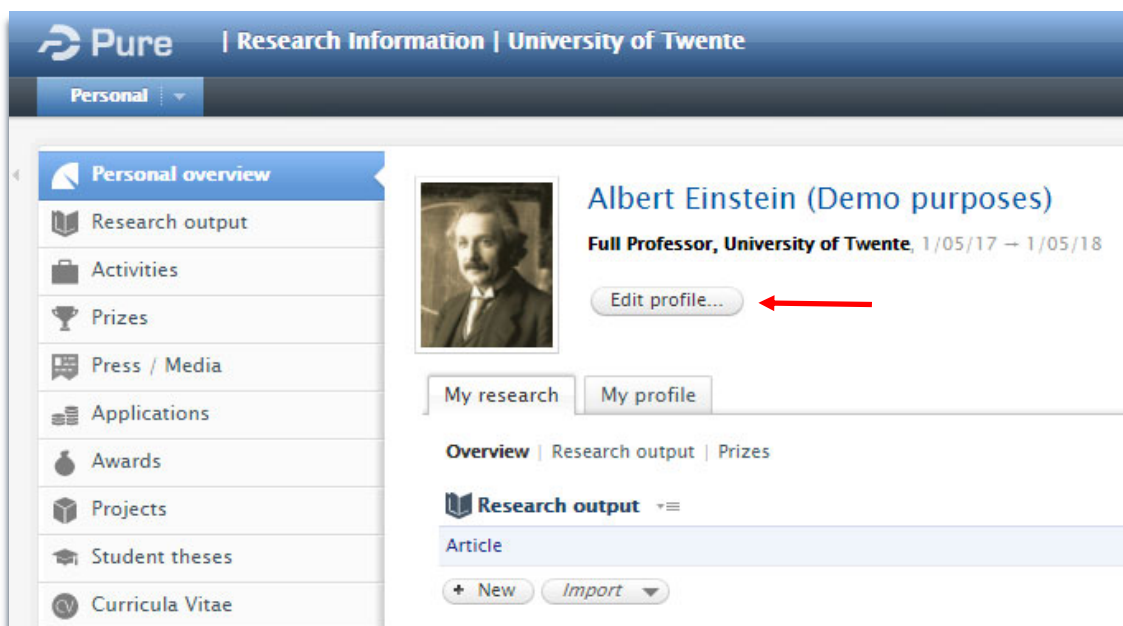 Pure | Research Information | University of Twente
Personal
Personal overview
Research output
Activities
Prizes
Press / Media
Applications
Awards
Projects
Student theses
CV Curricula Vitae
Albert Einstein (Demo purposes)
Full Professor, University of Twente, 1/05/17 → 1/05/18
Edit profile...
My research My profile
Overview | Research output | Prizes
Research output
Article
+ New Import